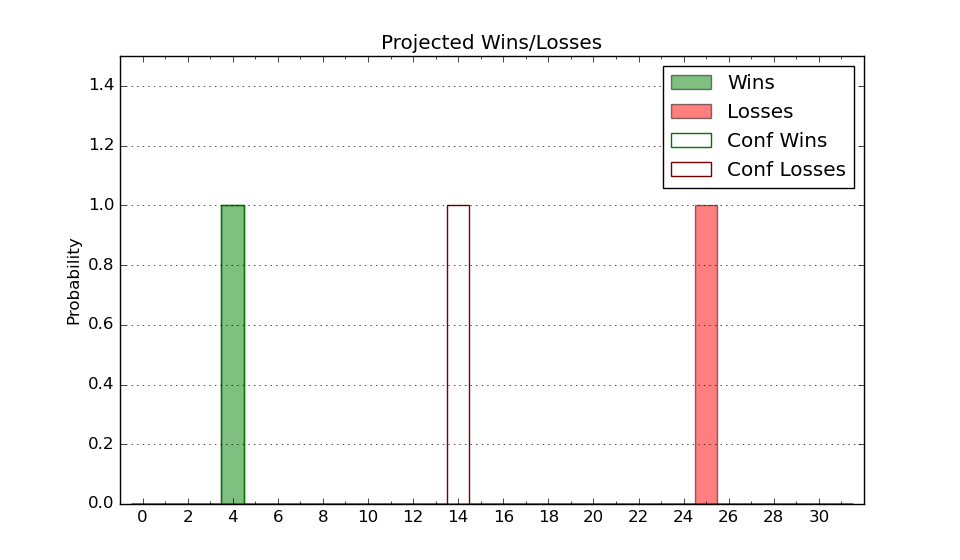 Projected Wins/Losses
Wins
Losses
Conf Wins
Conf Losses
Probability
1.4
1.2
1.0
0.8
0.6
0.4
0.2
0.0
0 2 4 6 8 10 12 14 16 18 20 22 24 26 28 30